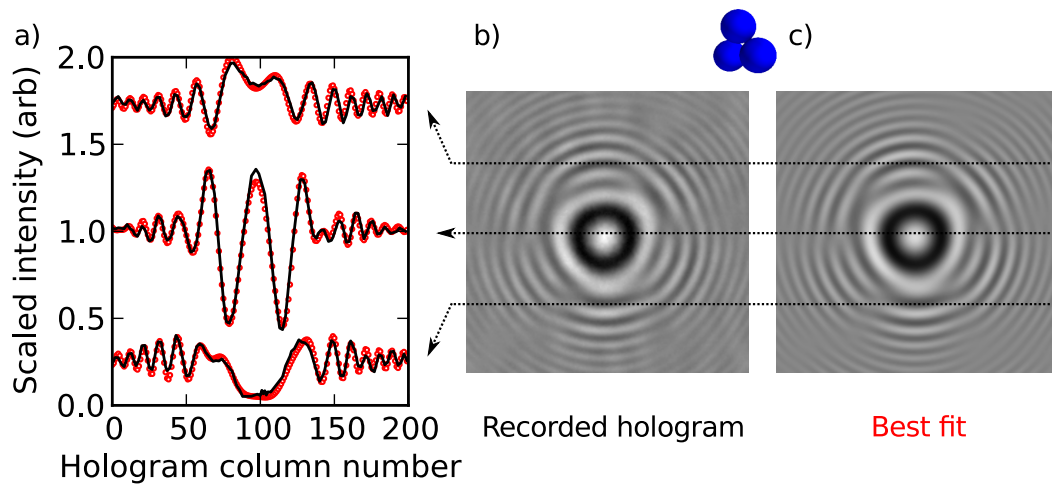 a)
b)
c)
Scaled intensity (arb)
2.0
1.5
1.0
0.5
0.0
0 50 100 150 200
Hologram column number
Recorded hologram
Best fit